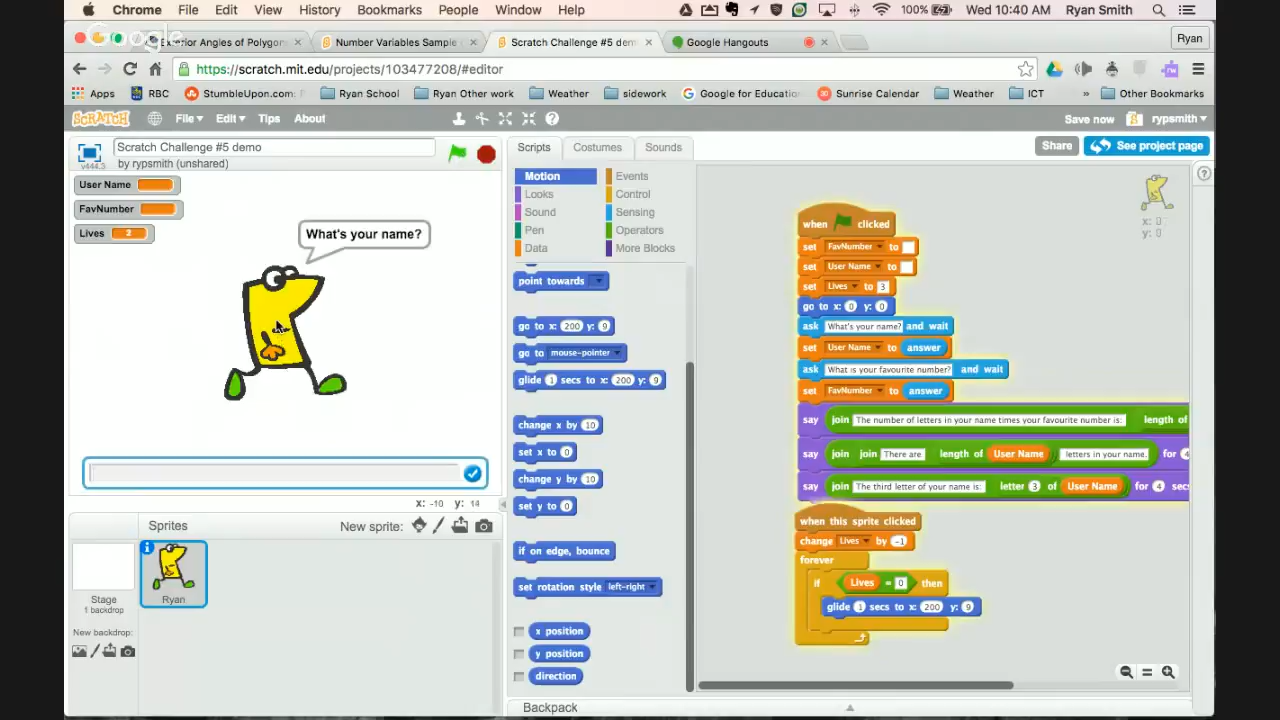 Chrome File Edit View History Bookmarks People Window Help 100% Wed 10:40 AM Ryan Smith
Google
Exterior Angles of Polygon Number Variables Sample Scratch Challenge #5 dem Google Hangouts Ryan
https://scratch.mit.edu/projects/103477208/#editor
Apps RBC StumbleUpon.com: Ryan School Ryan Other work Weather sidework Google for Education Sunrise Calendar Weather ICT » Other Bookmarks
SCRATCH File Edit Tips About Save now rypsmith
Scratch Challenge #5 demo
by rypsmith (unshared)
v444.3
Scripts Costumes Sounds Share See project page
User Name
FavNumber
Lives 2
What's your name?
Motion Events
Looks Control
Sound Sensing
Pen Operators
Data More Blocks
point towards
go to x: 200 y: 9
go to mouse-pointer
glide 1 secs to x: 200 y: 9
change x by 10
set x to 0
change y by 10
set y to 0
if on edge, bounce
set rotation style left-right
x position
y position
direction
x: 0
y: 0
when clicked
set FavNumber to
set User Name to
set Lives to 3
go to x: 0 y: 0
ask What's your name? and wait
set User Name to answer
ask What is your favourite number? and wait
set FavNumber to answer
say join The number of letters in your name times your favourite number is: length of
say join join There are length of User Name letters in your name. for 4
say join The third letter of your name is: letter 3 of User Name for 4 secs
when this sprite clicked
change Lives by -1
forever
if Lives = 0 then
glide 1 secs to x: 200 y: 9
x: -10 y: 14
Sprites New sprite:
Stage
1 backdrop
New backdrop:
Ryan
Backpack